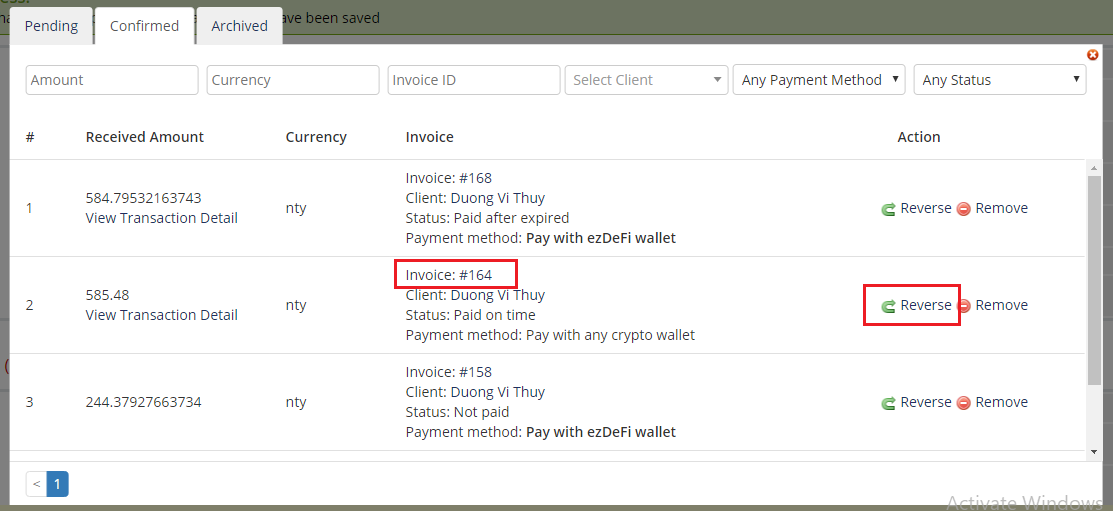 Pending
Confirmed
Archived
ave been saved
Amount
Currency
Invoice ID
Select Client
Any Payment Method
Any Status
# Received Amount Currency Invoice Action
Invoice: #168
584.79532163743
Client: Duong Vi Thuy
1 nty Reverse Remove
View Transaction Detail
Status: Paid after expired
Payment method: Pay with ezDeFi wallet
Invoice: #164
585.48
Client: Duong Vi Thuy
2 nty Reverse Remove
View Transaction Detail
Status: Paid on time
Payment method: Pay with any crypto wallet
Invoice: #158
Client: Duong Vi Thuy
3 244.37927663734 nty Reverse Remove
Status: Not paid
Payment method: Pay with ezDeFi wallet
< 1
Activate Windows